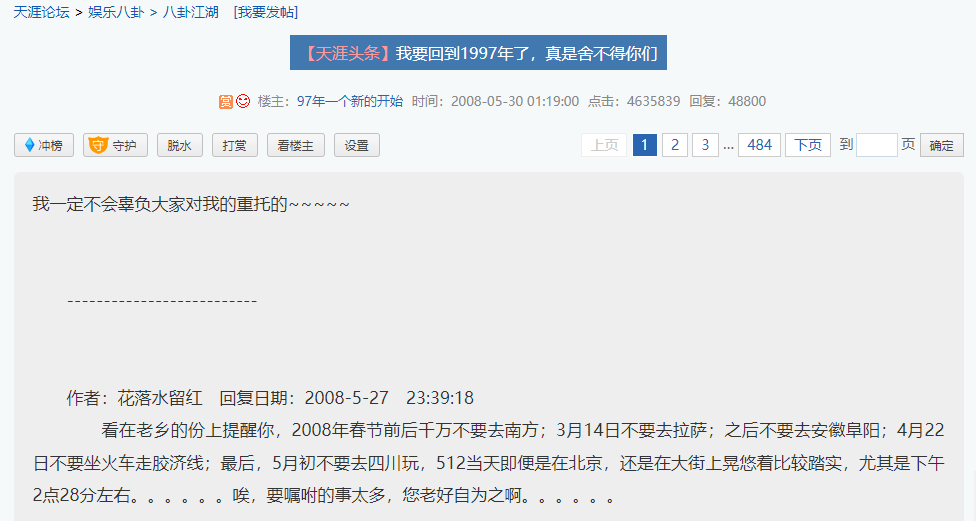 天涯论坛 > 娱乐八卦 > 八卦江湖 [我要发帖]
【天涯头条】我要回到1997年了，真是舍不得你们
赏 楼主：97年一个新的开始 时间：2008-05-30 01:19:00 点击：4635839 回复：48800
冲榜 守 守护 脱水 打赏 看楼主 设置 上页 1 2 3 ... 484 下页 到 页 确定
我一定不会辜负大家对我的重托的~~~~~
--------------------------
作者：花落水留红 回复日期：2008-5-27 23:39:18
看在老乡的份上提醒你，2008年春节前后千万不要去南方；3月14日不要去拉萨；之后不要去安徽阜阳；4月22
日不要坐火车走胶济线；最后，5月初不要去四川玩，512当天即便是在北京，还是在大街上晃悠着比较踏实，尤其是下午
2点28分左右。。。。。。唉，要嘱咐的事太多，您老好自为之啊。。。。。。